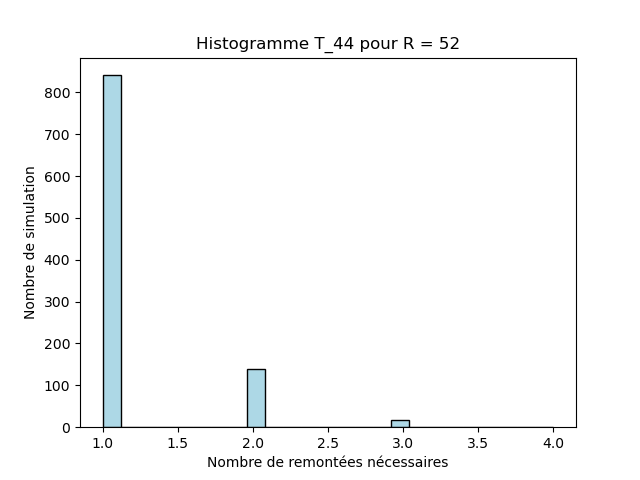 Histogramme T_44 pour R = 52
Nombre de simulation
800
700
600
500
400
300
200
100
0
1.0 1.5 2.0 2.5 3.0 3.5 4.0
Nombre de remontées nécessaires